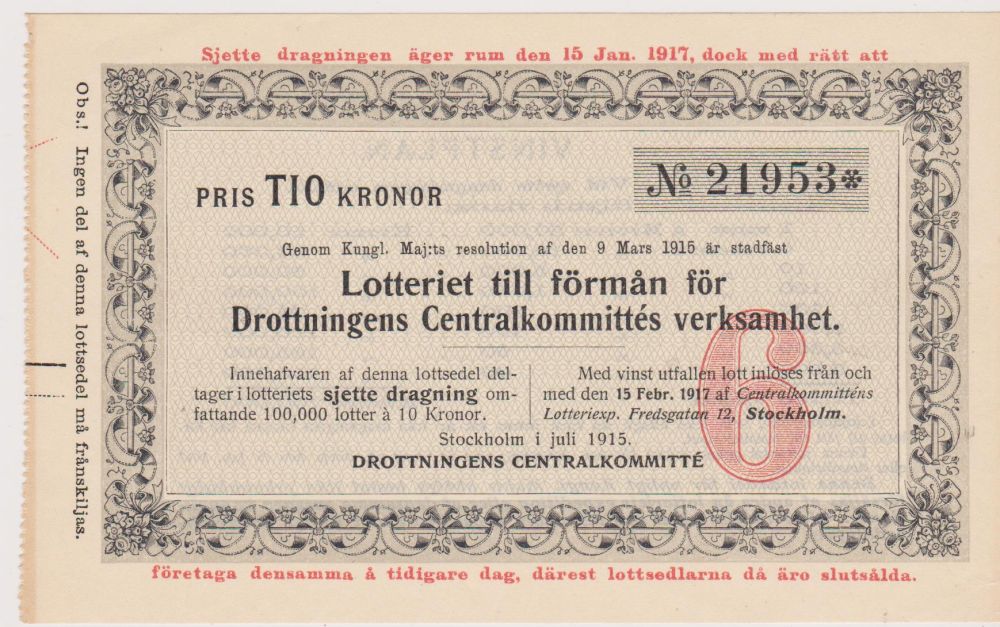 Sjette dragningen äger rum den 15 Jan. 1917, dock med rätt att
Obs.! Ingen del af denna lottsedel må frånskiljas.
PRIS TIO KRONOR
№ 21953*
Genom Kungl. Maj:ts resolution af den 9 Mars 1915 är stadfäst
Lotteriet till förmån för
Drottningens Centralkommittés verksamhet.
6
Innehafvaren af denna lottsedel del-
tager i lotteriets sjette dragning om-
fattande 100,000 lotter à 10 Kronor.
Med vinst utfallen lott inlöses från och
med den 15 Febr. 1917 af Centralkommitténs
Lotteriexp. Fredsgatan 12, Stockholm.
Stockholm i juli 1915.
DROTTNINGENS CENTRALKOMMITTÉ
företaga densamma å tidigare dag, därest lottsedlarna då äro slutsålda.